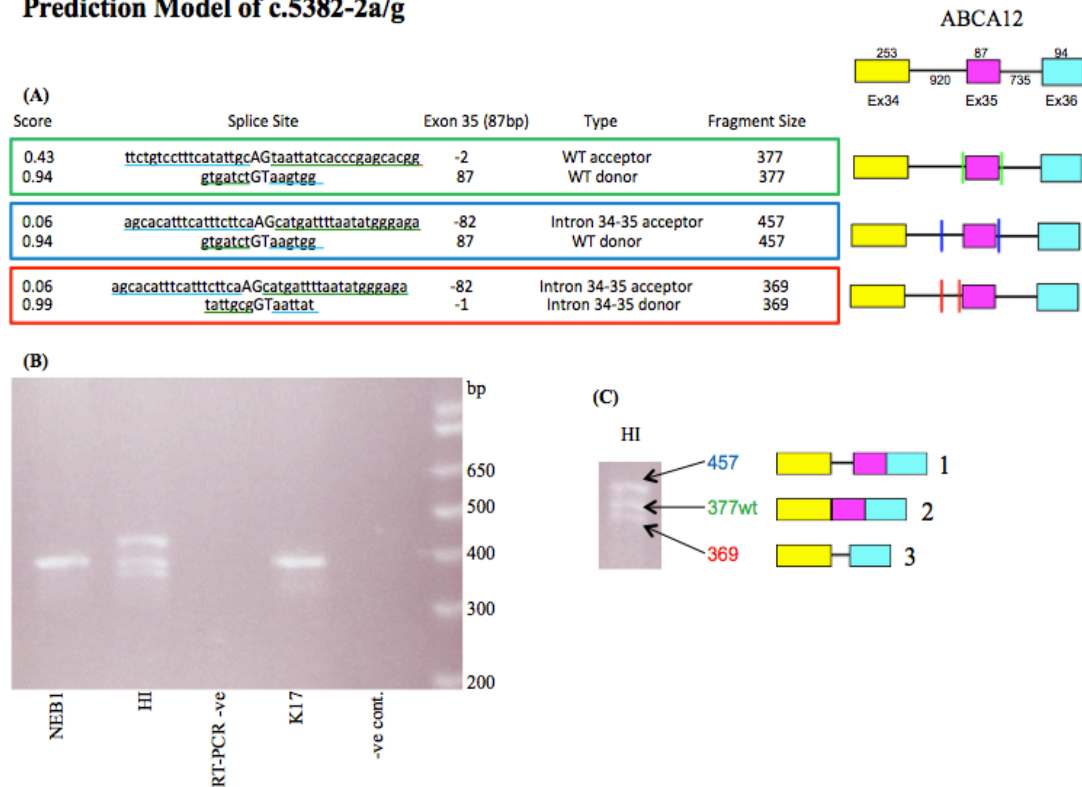 Prediction Model of c.5382-2a/g
ABCA12
253 87 94
920 735
Ex34 Ex35 Ex36
(A)
Score Splice Site Exon 35 (87bp) Type Fragment Size
0.43 ttctgtcctttcatattgcAGtaattatcacccgagcacgg -2 WT acceptor 377
0.94 gtgatctGTaagtgg 87 WT donor 377
0.06 agcacatttcatttcttcaAGcatgattttaatatgggaga -82 Intron 34-35 acceptor 457
0.94 gtgatctGTaagtgg 87 WT donor 457
0.06 agcacatttcatttcttcaAGcatgattttaatatgggaga -82 Intron 34-35 acceptor 369
0.99 tattgcgGTaattat -1 Intron 34-35 donor 369
(B)
bp
650
500
400
300
200
NEB1
HI
RT-PCR -ve
K17
-ve cont.
(C)
HI
457 1
377wt 2
369 3